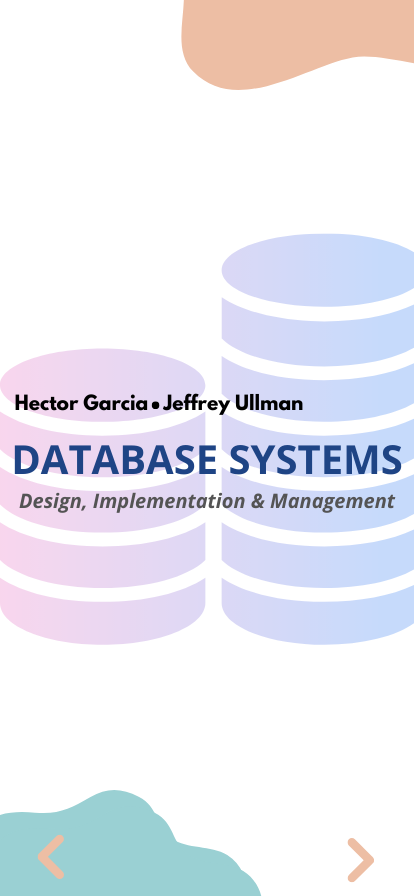 Hector Garcia • Jeffrey Ullman
DATABASE SYSTEMS
Design, Implementation & Management